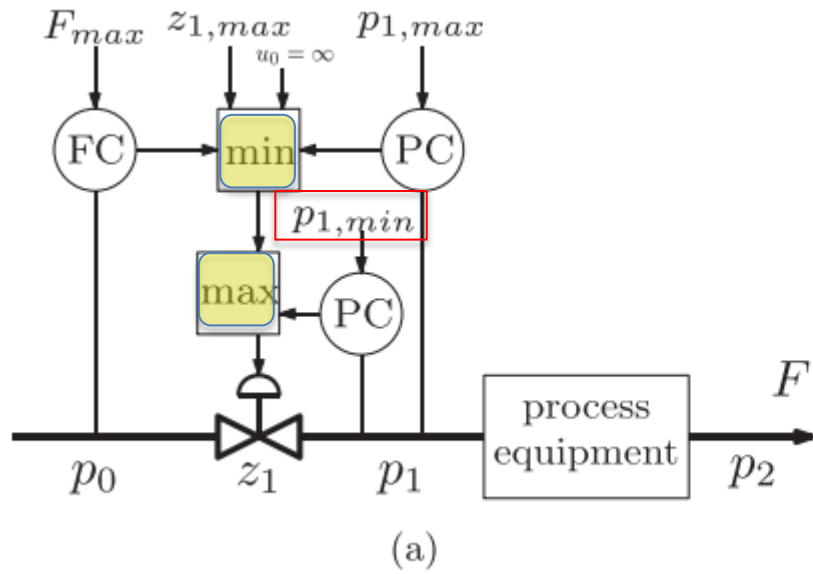 F_max z_1,max u_0 = ∞ p_1,max
FC min PC
p_1,min
max PC
process
equipment
F
p_0 z_1 p_1 p_2
(a)